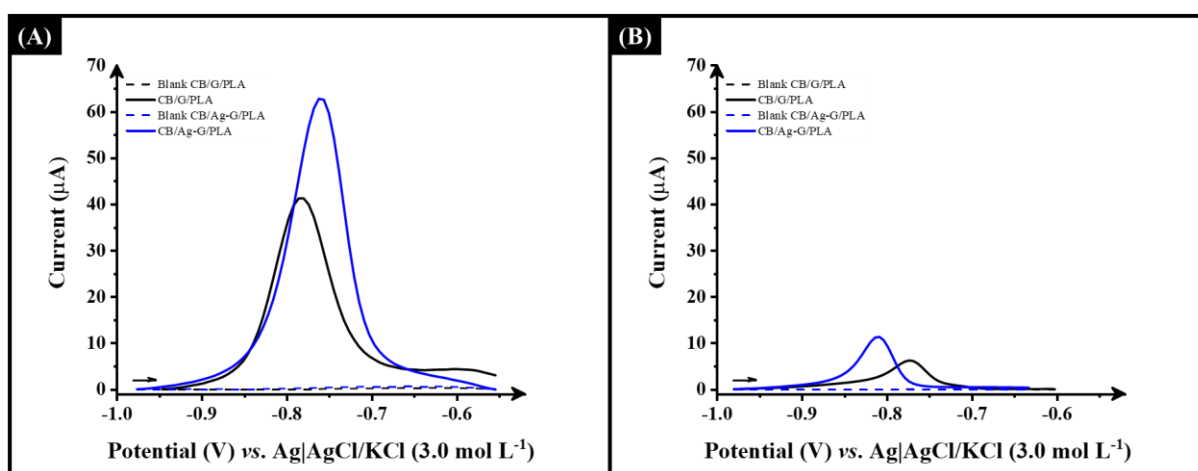 (A)
70
60
50
40
30
20
10
0
Current (μA)
Blank CB/G/PLA
CB/G/PLA
Blank CB/Ag-G/PLA
CB/Ag-G/PLA
-1.0 -0.9 -0.8 -0.7 -0.6
Potential (V) vs. Ag|AgCl/KCl (3.0 mol L⁻¹)
(B)
70
60
50
40
30
20
10
0
Current (μA)
Blank CB/G/PLA
CB/G/PLA
Blank CB/Ag-G/PLA
CB/Ag-G/PLA
-1.0 -0.9 -0.8 -0.7 -0.6
Potential (V) vs. Ag|AgCl/KCl (3.0 mol L⁻¹)